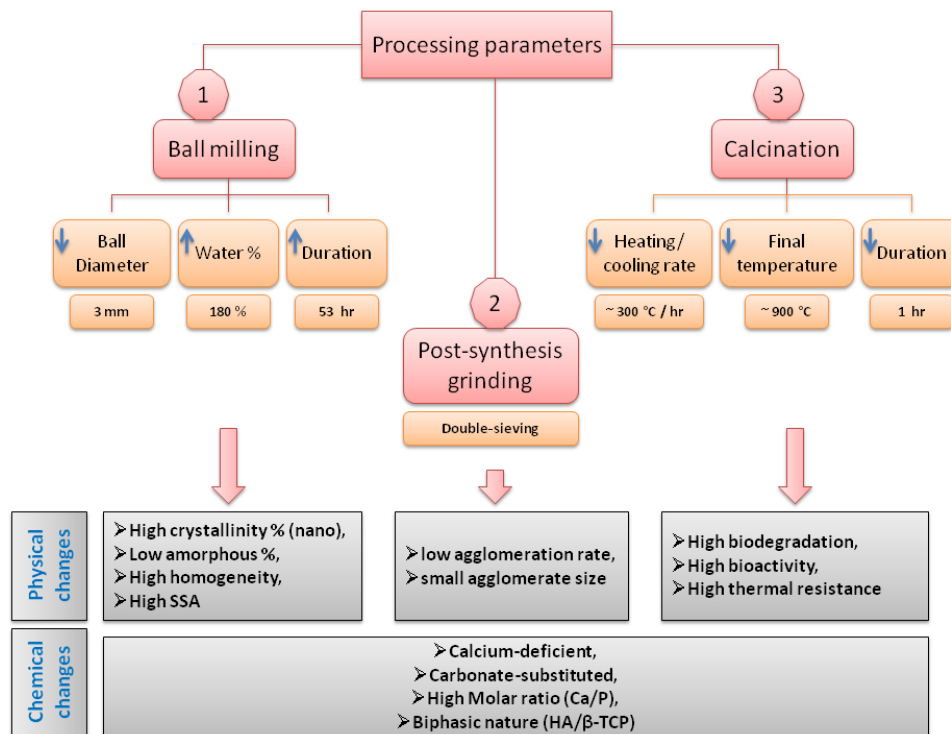 Processing parameters
1
Ball milling
Ball
Diameter
Water %
Duration
3 mm
180 %
53 hr
2
Post-synthesis
grinding
Double-sieving
3
Calcination
Heating/
cooling rate
Final
temperature
Duration
~ 300 °C / hr
~ 900 °C
1 hr
Physical
changes
High crystallinity % (nano),
Low amorphous %,
High homogeneity,
High SSA
low agglomeration rate,
small agglomerate size
High biodegradation,
High bioactivity,
High thermal resistance
Chemical
changes
Calcium-deficient,
Carbonate-substituted,
High Molar ratio (Ca/P),
Biphasic nature (HA/β-TCP)